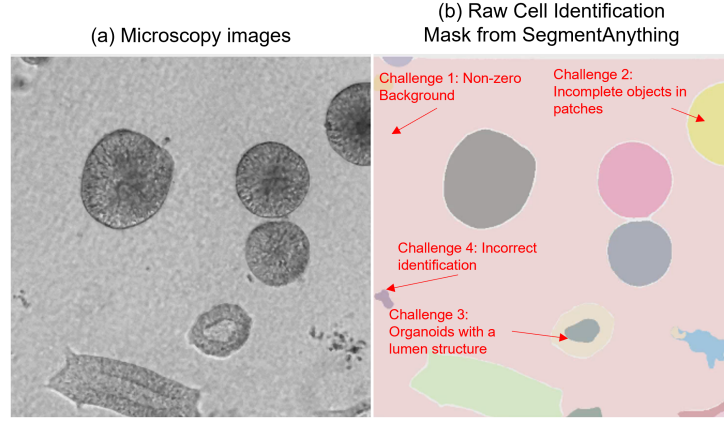 (a) Microscopy images
(b) Raw Cell Identification
Mask from SegmentAnything
Challenge 1: Non-zero
Background
Challenge 2:
Incomplete objects in
patches
Challenge 4: Incorrect
identification
Challenge 3:
Organoids with a
lumen structure